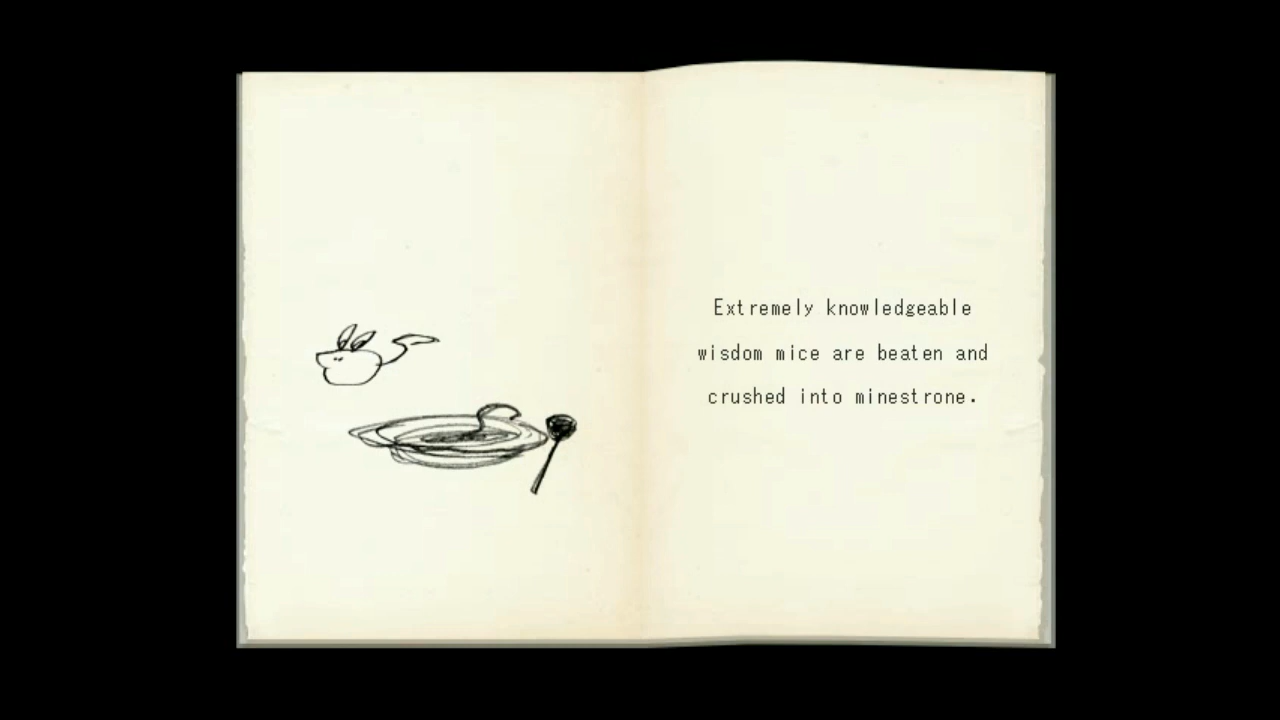 Extremely knowledgeable
wisdom mice are beaten and
crushed into minestrone.